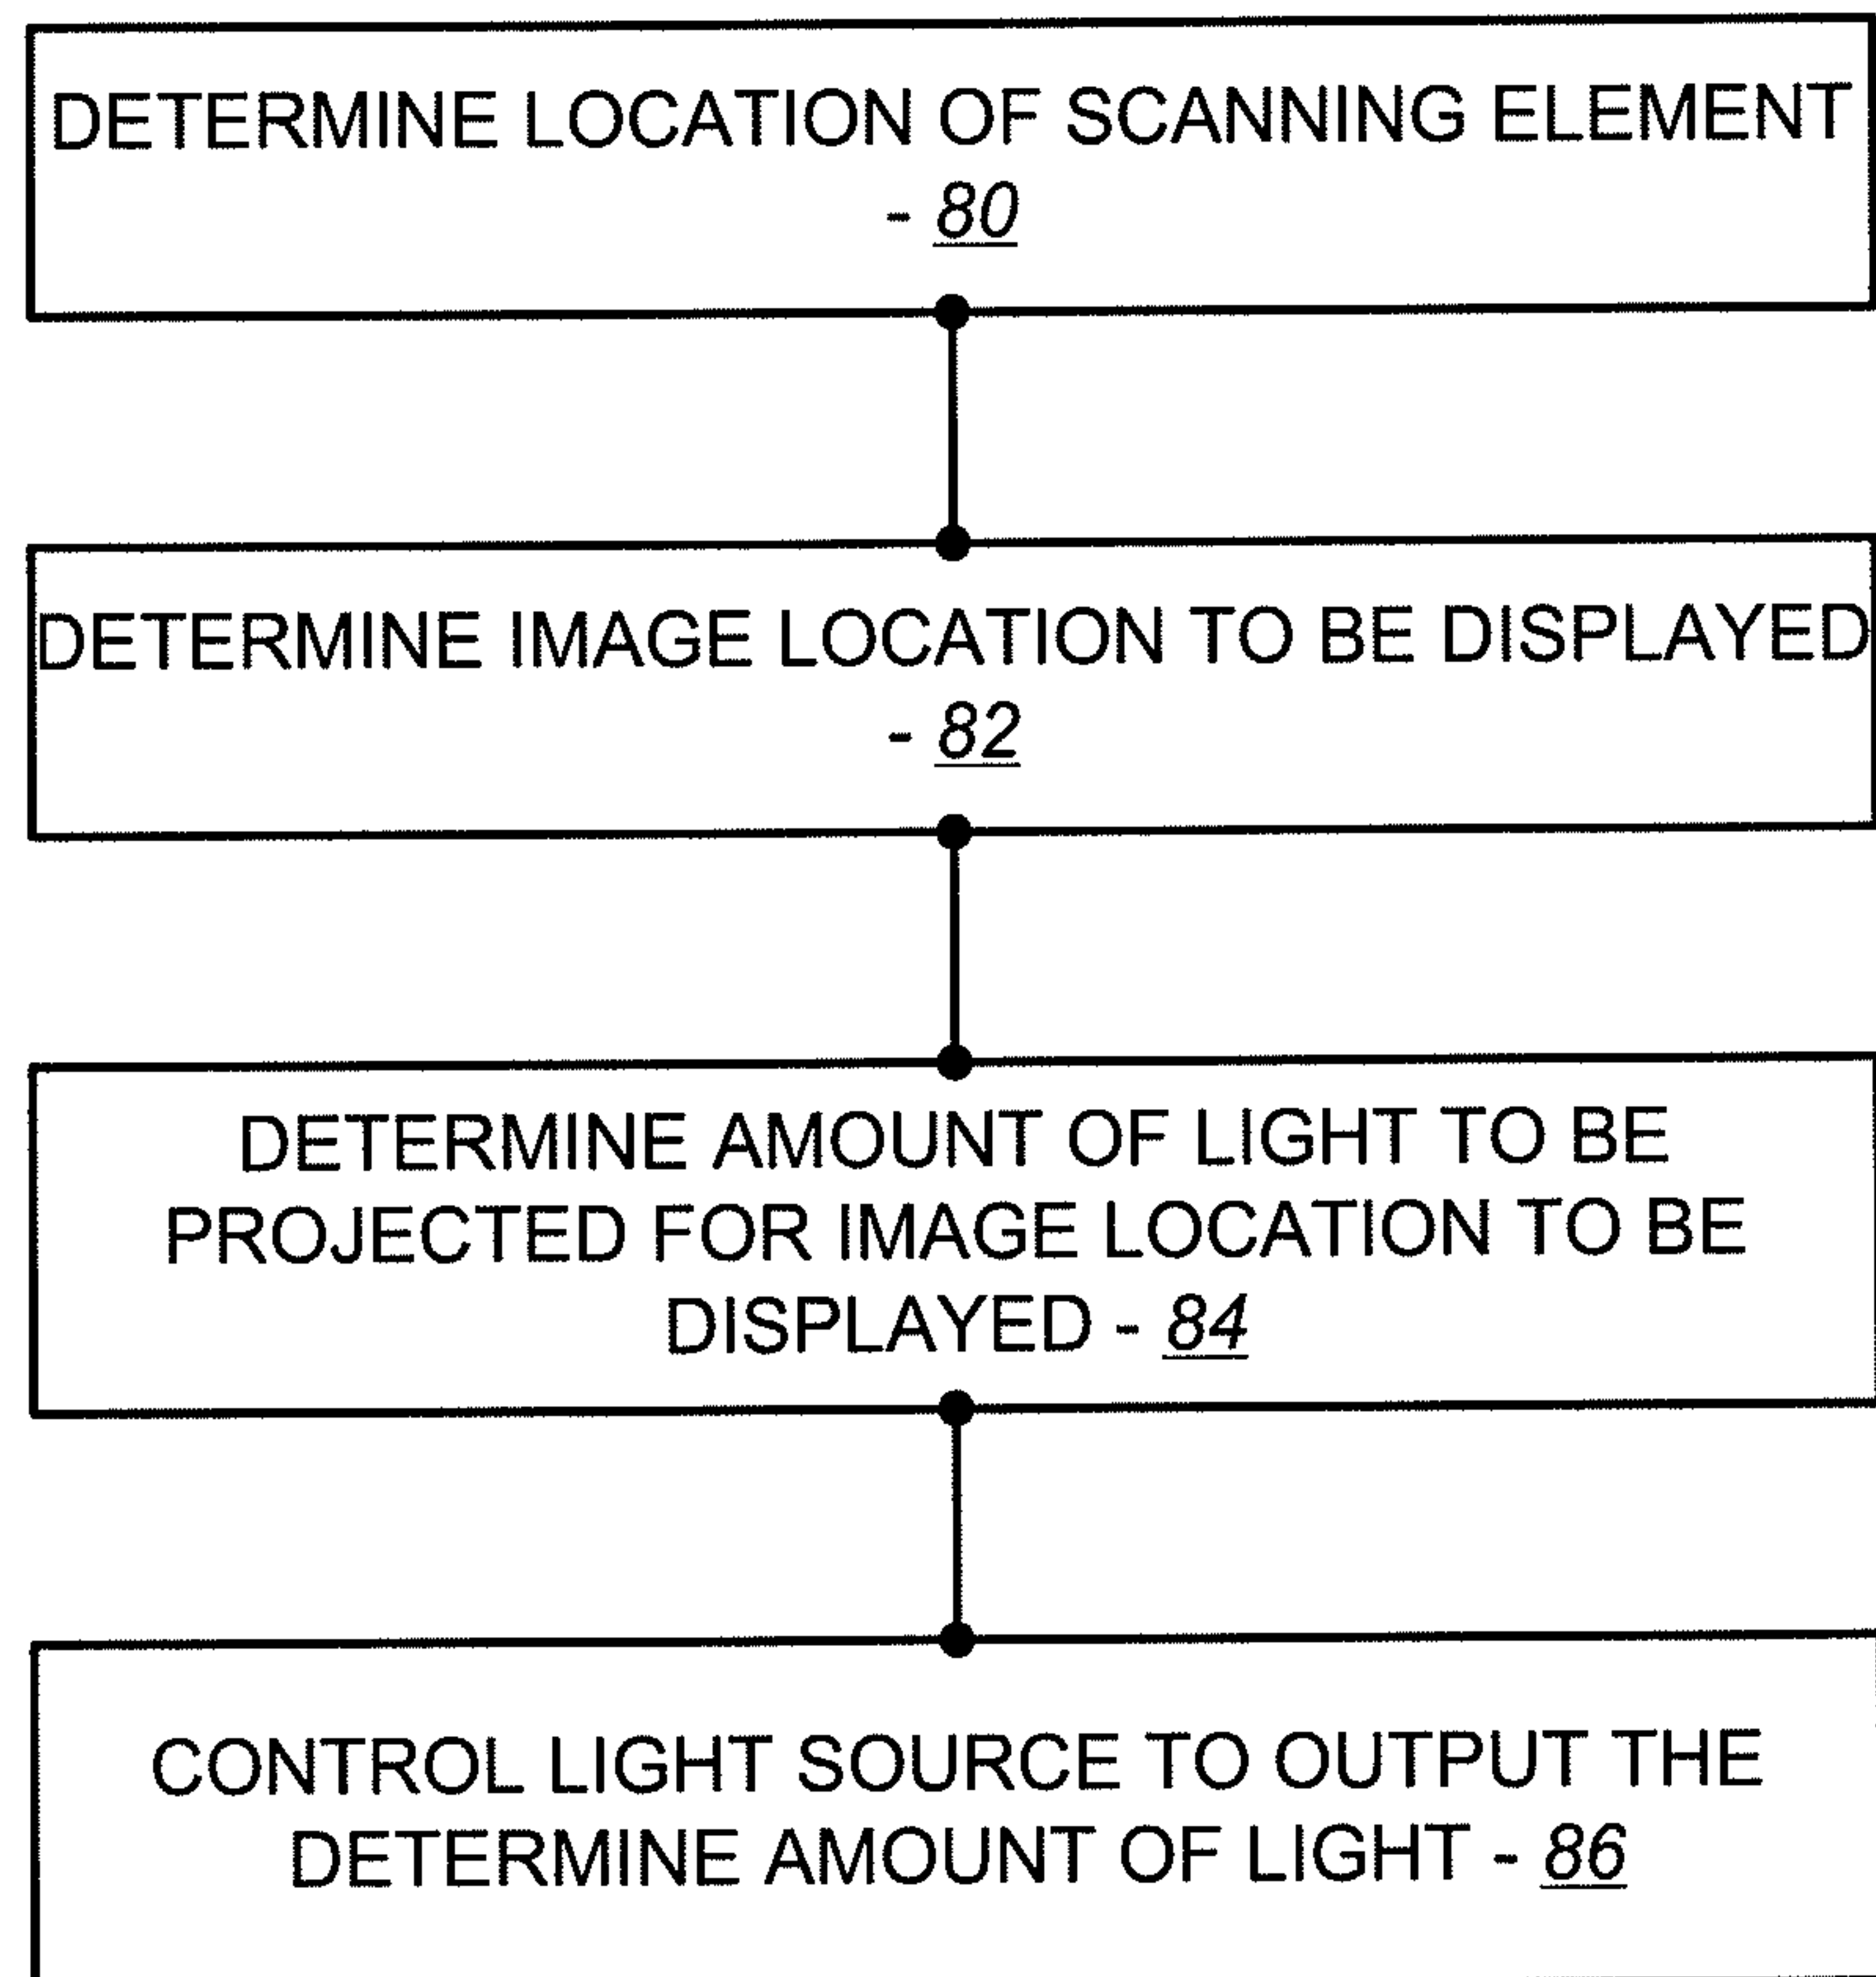 DETERMINE LOCATION OF SCANNING ELEMENT
- 80
DETERMINE IMAGE LOCATION TO BE DISPLAYED
- 82
DETERMINE AMOUNT OF LIGHT TO BE
PROJECTED FOR IMAGE LOCATION TO BE
DISPLAYED - 84
CONTROL LIGHT SOURCE TO OUTPUT THE
DETERMINE AMOUNT OF LIGHT - 86